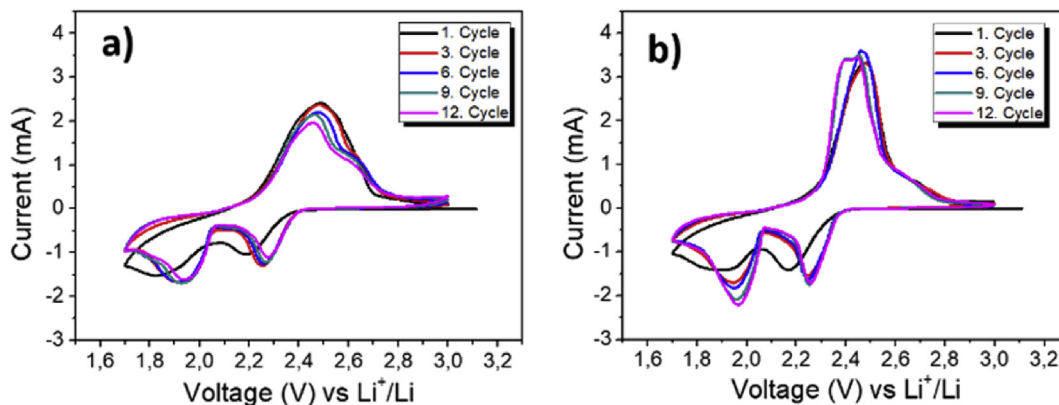 a)
1. Cycle
3. Cycle
6. Cycle
9. Cycle
12. Cycle
Current (mA)
4
3
2
1
0
-1
-2
-3
1,6 1,8 2,0 2,2 2,4 2,6 2,8 3,0 3,2
Voltage (V) vs Li⁺/Li
b)
1. Cycle
3. Cycle
6. Cycle
9. Cycle
12. Cycle
Current (mA)
4
3
2
1
0
-1
-2
-3
1,6 1,8 2,0 2,2 2,4 2,6 2,8 3,0 3,2
Voltage (V) vs Li⁺/Li